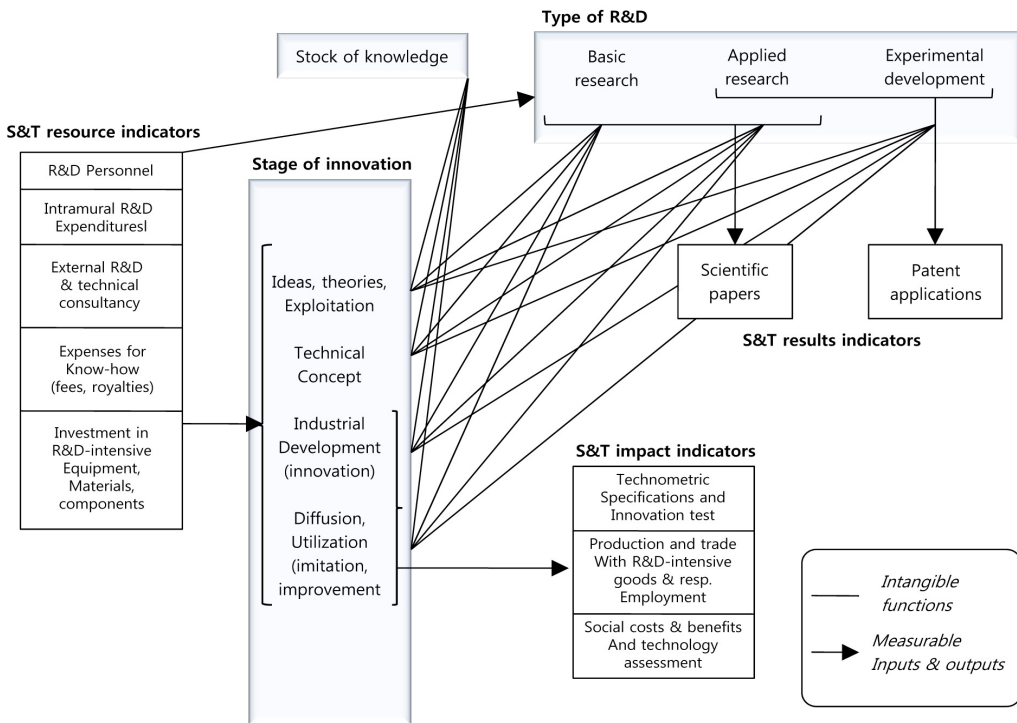 Type of R&D
Stock of knowledge
Basic
research
Applied
research
Experimental
development
S&T resource indicators
R&D Personnel
Intramural R&D
Expendituresl
External R&D
& technical
consultancy
Expenses for
Know-how
(fees, royalties)
Investment in
R&D-intensive
Equipment,
Materials,
components
Stage of innovation
Ideas, theories,
Exploitation
Technical
Concept
Industrial
Development
(innovation)
Diffusion,
Utilization
(imitation,
improvement
Scientific
papers
Patent
applications
S&T results indicators
S&T impact indicators
Technometric
Specifications and
Innovation test
Production and trade
With R&D-intensive
goods & resp.
Employment
Social costs & benefits
And technology
assessment
Intangible
functions
Measurable
Inputs & outputs